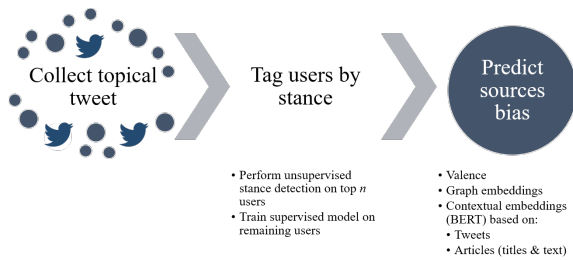 Collect topical
tweet
Tag users by
stance
Predict
sources
bias
• Perform unsupervised
stance detection on top n
users
• Train supervised model on
remaining users
• Valence
• Graph embeddings
• Contextual embeddings
(BERT) based on:
• Tweets
• Articles (titles & text)